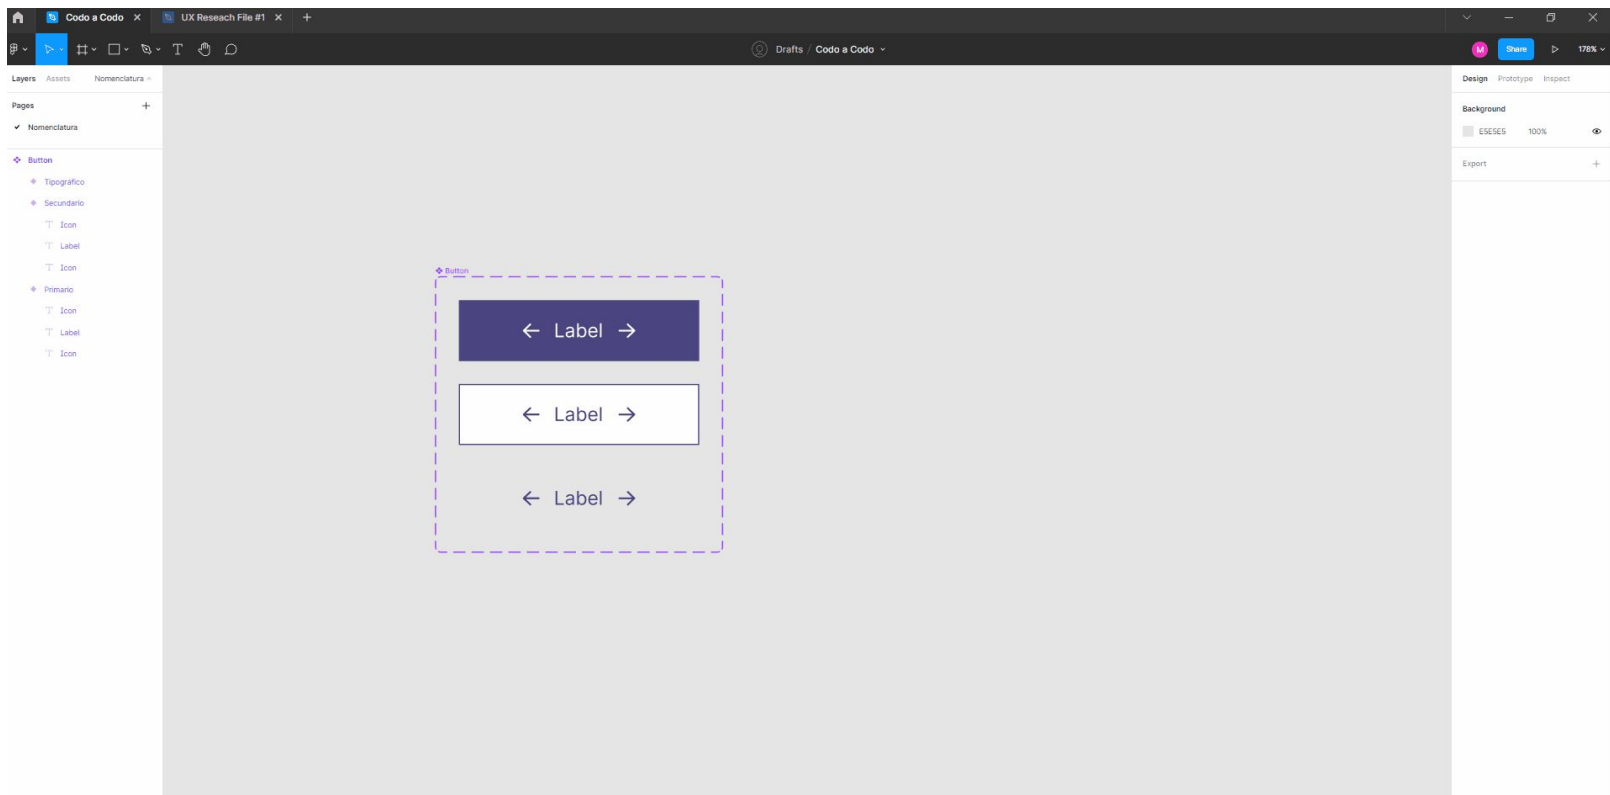 Codo a Codo
UX Reseach File #1
Drafts / Codo a Codo
M
Share
178%
Layers Assets Nomenclatura
Pages
Nomenclatura
Button
Tipográfico
Secundario
Icon
Label
Icon
Primario
Icon
Label
Icon
Button
← Label →
← Label →
← Label →
Design Prototype Inspect
Background
E5E5E5 100%
Export